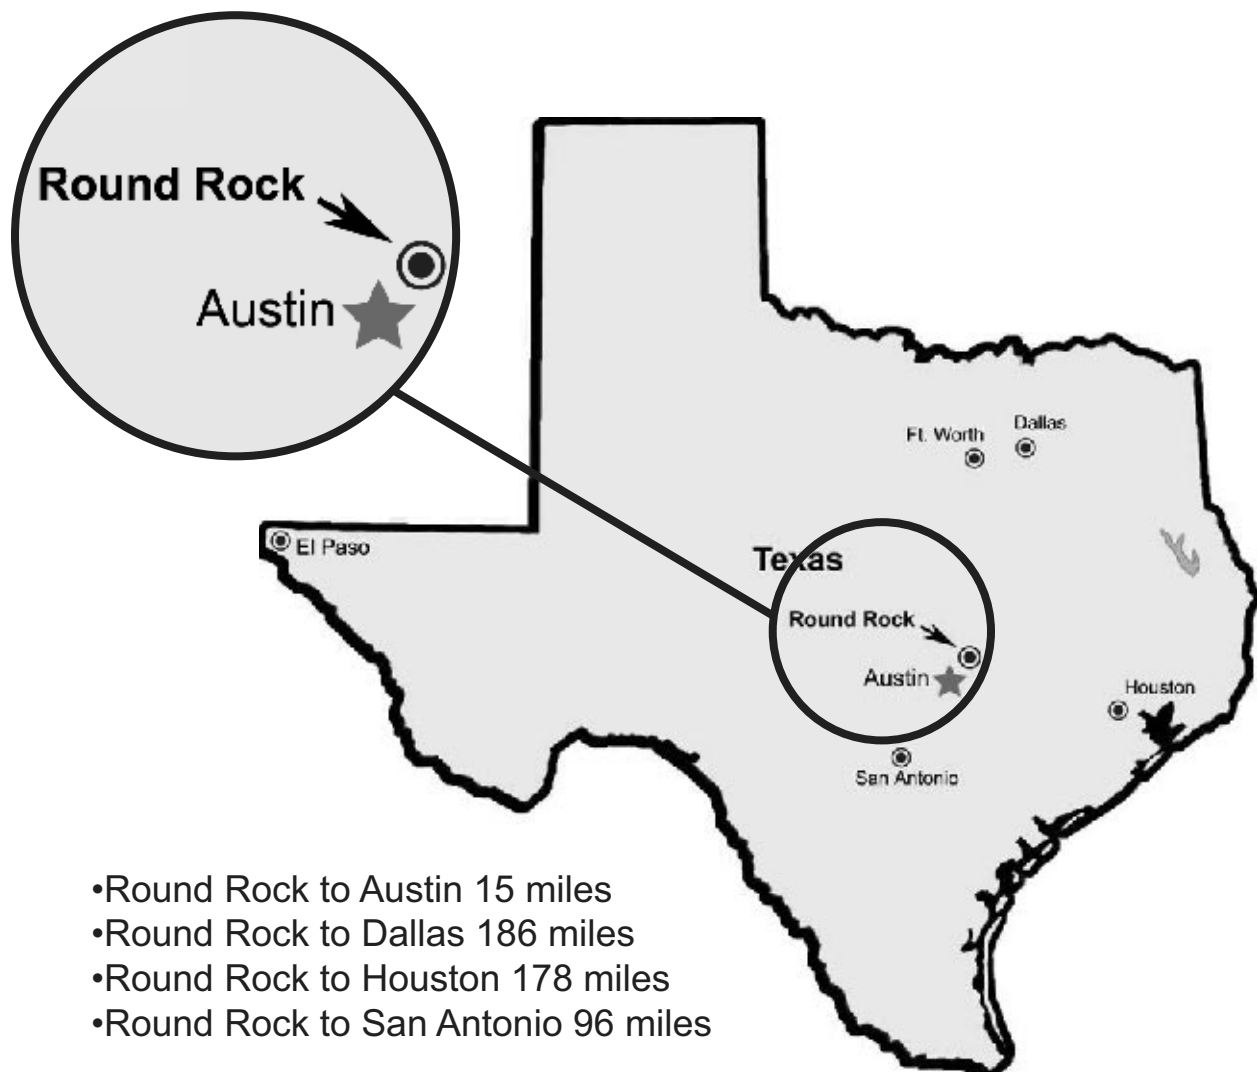 Round Rock
Austin
Ft. Worth
Dallas
El Paso
Texas
Round Rock
Austin
Houston
San Antonio
•Round Rock to Austin 15 miles
•Round Rock to Dallas 186 miles
•Round Rock to Houston 178 miles
•Round Rock to San Antonio 96 miles